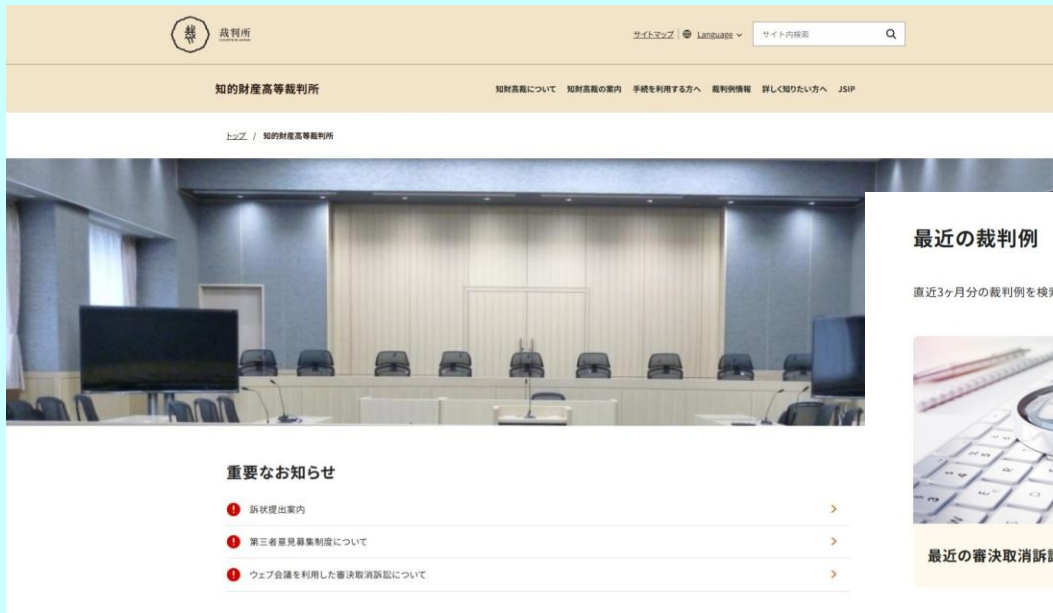 裁判所
サイトマップ Language サイト内検索
知的財産高等裁判所
知財高裁について 知財高裁の案内 手続を利用する方へ 裁判例情報 詳しく知りたい方へ JSIP
トップ / 知的財産高等裁判所
重要なお知らせ
訴状提出案内
第三者意見募集制度について
ウェブ会議を利用した審決取消訴訟について
最近の裁判例
直近3ヶ月分の裁判例を検
最近の審決取消訴